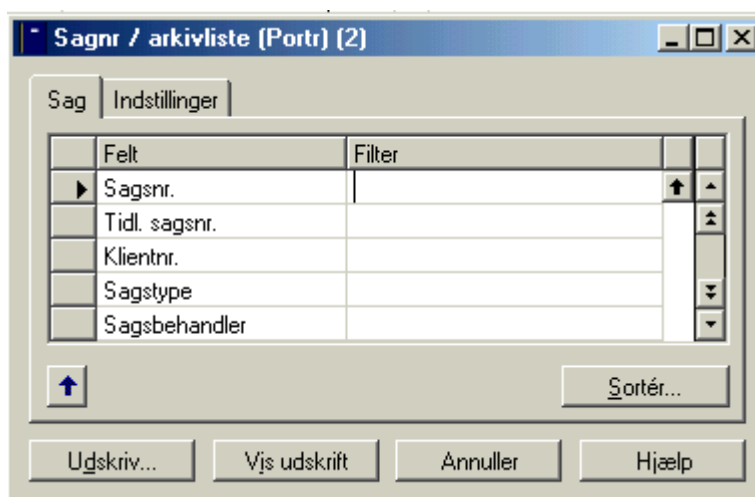 Sagnr / arkivliste (Portr) (2)
Sag Indstillinger
Felt Filter
Sagsnr.
Tidl. sagsnr.
Klientnr.
Sagstype
Sagsbehandler
Sortér...
Udskriv... Vis udskrift Annuller Hjælp